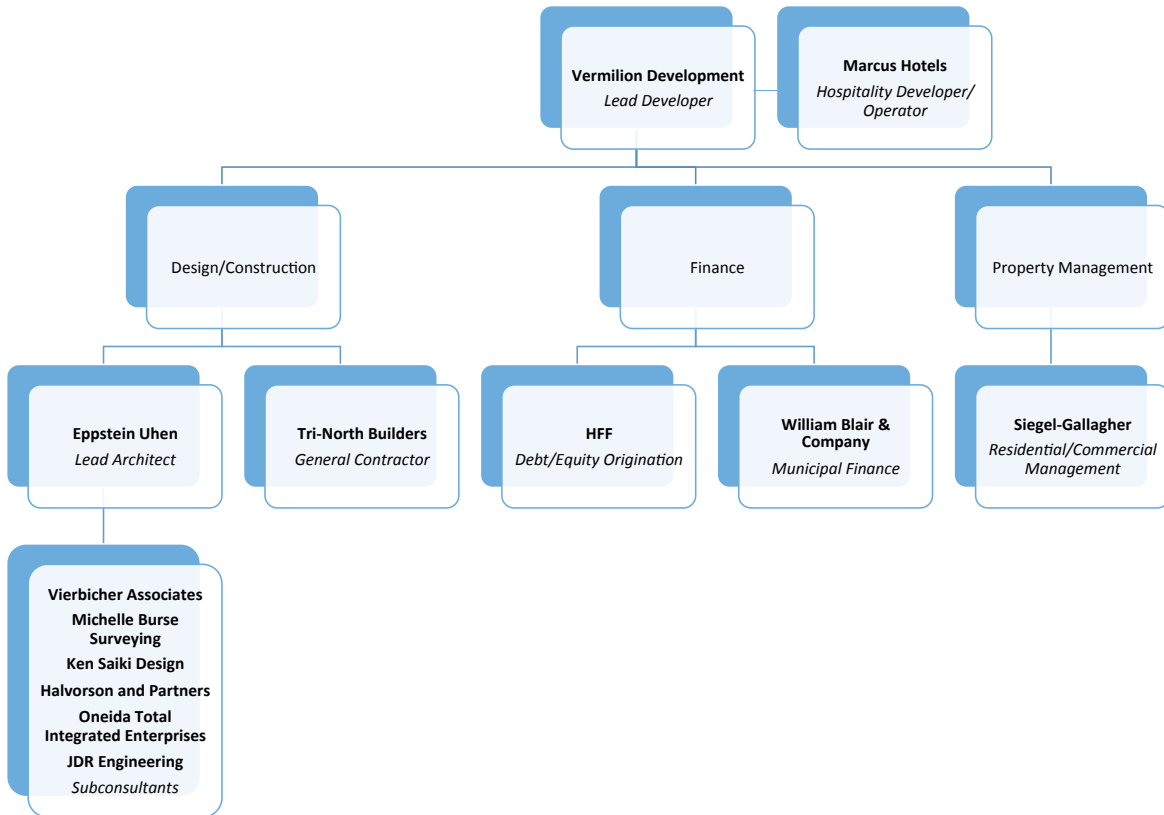 Vermilion Development
Lead Developer
Marcus Hotels
Hospitality Developer/
Operator
Design/Construction
Finance
Property Management
Eppstein Uhen
Lead Architect
Tri-North Builders
General Contractor
HFF
Debt/Equity Origination
William Blair &
Company
Municipal Finance
Siegel-Gallagher
Residential/Commercial
Management
Vierbicher Associates
Michelle Burse
Surveying
Ken Saiki Design
Halvorson and Partners
Oneida Total
Integrated Enterprises
JDR Engineering
Subconsultants